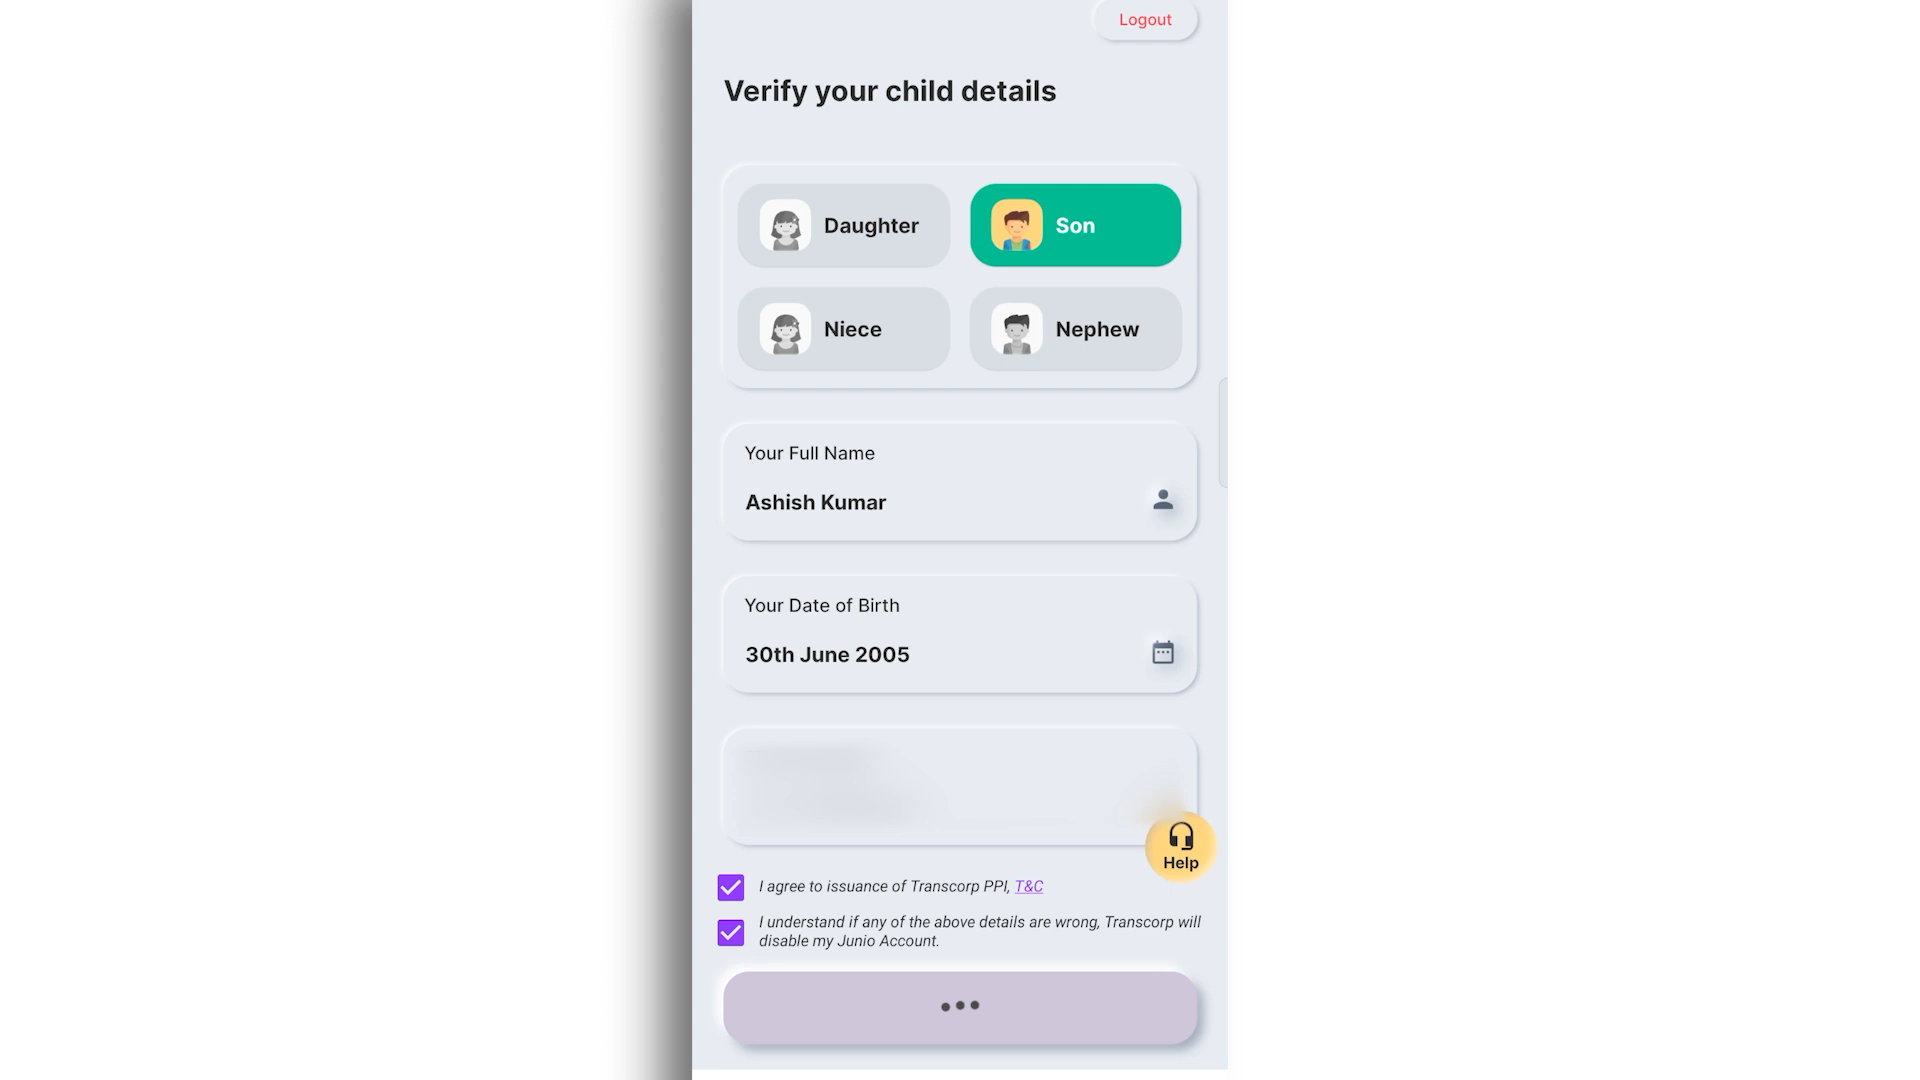 Logout
Verify your child details
Daughter
Son
Niece
Nephew
Your Full Name
Ashish Kumar
Your Date of Birth
30th June 2005
Help
I agree to issuance of Transcorp PPI, T&C
I understand if any of the above details are wrong, Transcorp will
disable my Junio Account.